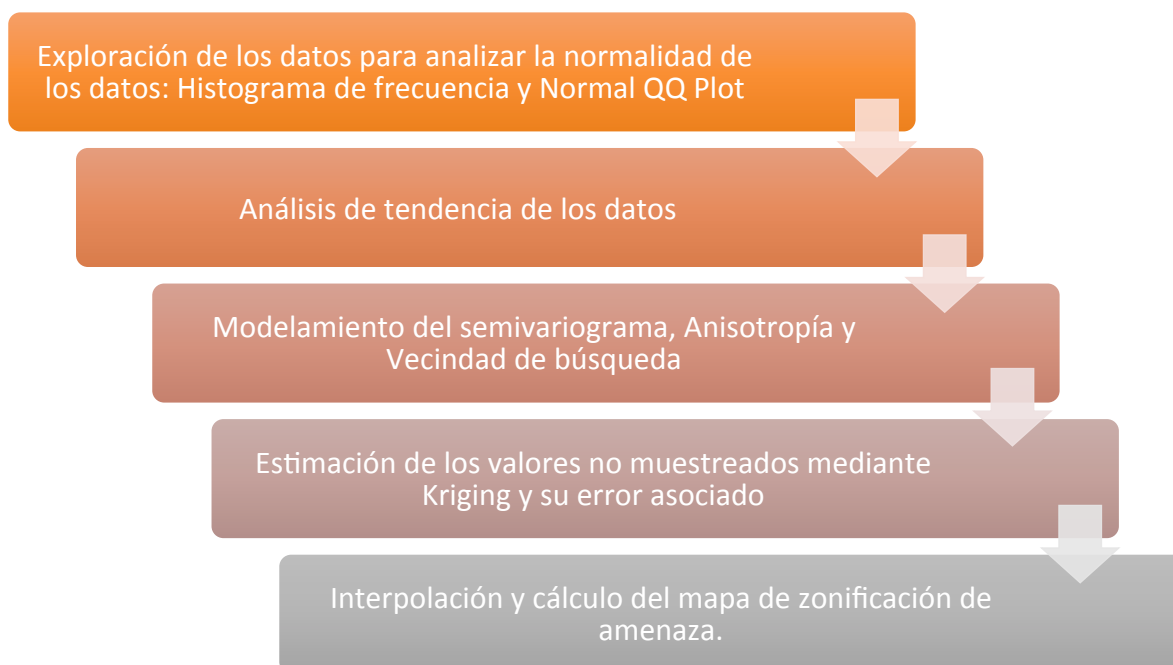 Exploración de los datos para analizar la normalidad de
los datos: Histograma de frecuencia y Normal QQ Plot
Análisis de tendencia de los datos
Modelamiento del semivariograma, Anisotropía y
Vecindad de búsqueda
Estimación de los valores no muestreados mediante
Kriging y su error asociado
Interpolación y cálculo del mapa de zonificación de
amenaza.